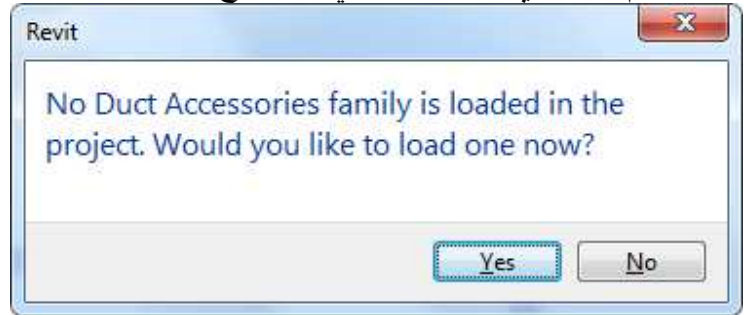 Revit
No Duct Accessories family is loaded in the
project. Would you like to load one now?
Yes
No